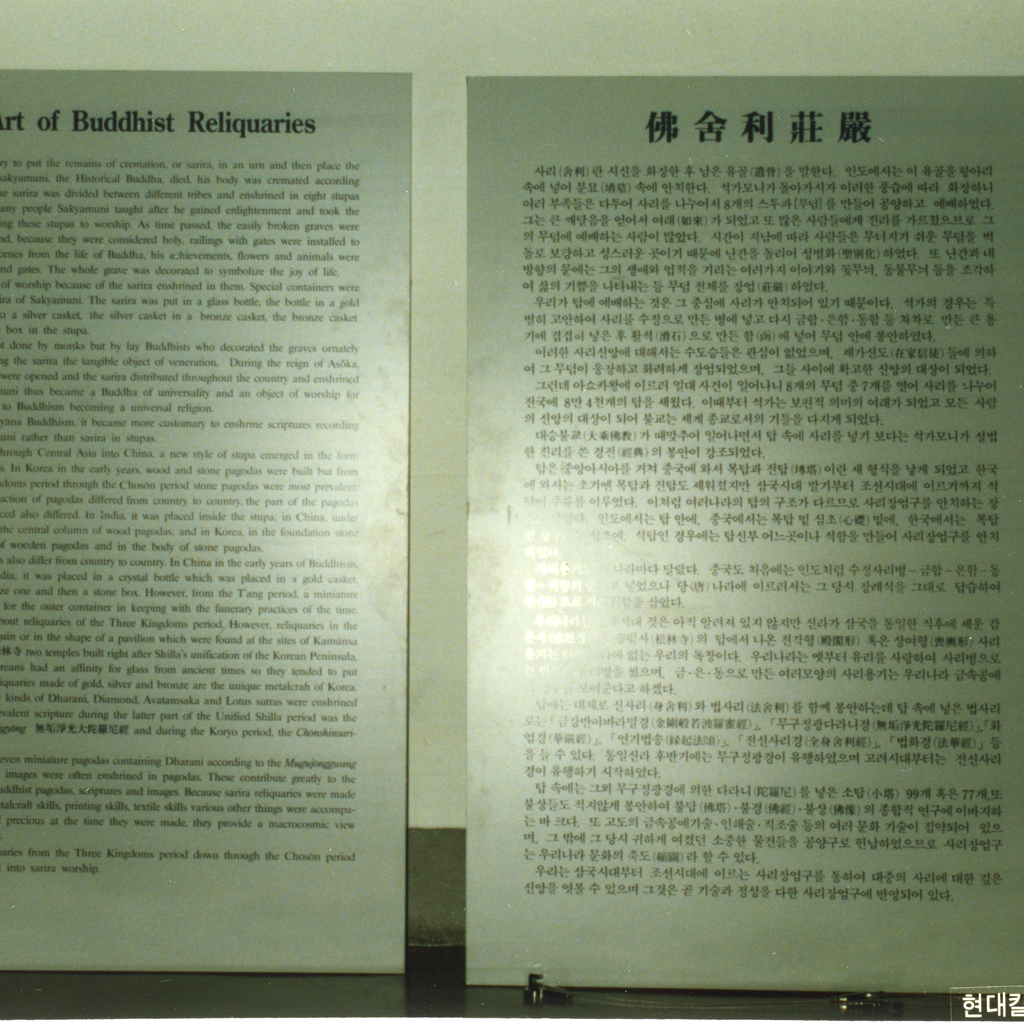 Art of Buddhist Reliquaries
ry to put the remains of cremation, or sarira, in an urn and then place the
Sakyamuni, the Historical Buddha, died, his body was cremated according
sarira was divided between different tribes and enshrined in eight stupas
any people Sakyamuni taught after he gained enlightenment and took the
ing these stupas to worship. As time passed, the easily broken graves were
nd, because they were considered holy, railings with gates were installed to
cenes from the life of Buddha, his achievements, flowers and animals were
nd gates. The whole grave was decorated to symbolize the joy of life.
of worship because of the sarira enshrined in them. Special containers were
ira of Sakyamuni. The sarira was put in a glass bottle, the bottle in a gold
o a silver casket, the silver casket in a bronze casket, the bronze casket
box in the stupa.
ot done by monks but by lay Buddhists who decorated the graves ornately
ng the sarira the tangible object of veneration. During the reign of Asōka,
were opened and the sarira distributed throughout the country and enshrined
muni thus became a Buddha of universality and an object of worship for
to Buddhism becoming a universal religion.
yana Buddhism, it became more customary to enshrine scriptures recording
uni rather than sarira in stupas.
through Central Asia into China, a new style of stupa emerged in the form
s. In Korea in the early years, wood and stone pagodas were built but from
doms period through the Chosŏn period stone pagodas were most prevalent.
uction of pagodas differed from country to country, the part of the pagodas
ced also differed. In India, it was placed inside the stupa; in China, under
the central column of wood pagodas; and in Korea, in the foundation stone
of wooden pagodas and in the body of stone pagodas.
s also differ from country to country. In China in the early years of Buddhism,
dia; it was placed in a crystal bottle which was placed in a gold casket,
ze one and then a stone box. However, from the T'ang period, a miniature
for the outer container in keeping with the funerary practices of the time.
bout reliquaries of the Three Kingdoms period. However, reliquaries in the
uin or in the shape of a pavilion which were found at the sites of Kamŭnsa
林寺 two temples built right after Shilla's unification of the Korean Peninsula,
reans had an affinity for glass from ancient times so they tended to put
liquaries made of gold, silver and bronze are the unique metalcraft of Korea.
kinds of Dharani, Diamond, Avatamsaka and Lotus sutras were enshrined
evalent scripture during the latter part of the Unified Shilla period was the
無垢淨光大陀羅尼經 and during the Koryo period, the Chŏnshinsari-
even miniature pagodas containing Dharani according to the Mugujŏnggwang
images were often enshrined in pagodas. These contribute greatly to the
uddhist printing, sculptures and images. Because sarira reliquaries were made
etalcraft skills, printing skills, textile skills various other things were accompa-
precious at the time they were made, they provide a macrocosmic view
aries from the Three Kingdoms period down through the Chosŏn period
into sarira worship.
佛舍利莊嚴
사리(舍利)란 시신을 화장한 후 남은 유골(遺骨)을 말한다. 인도에서는 이 유골을 항아리
속에 넣어 분묘(墳墓) 속에 안치한다. 석가모니가 돌아가시자 이러한 풍습에 따라 화장하니
여러 부족들은 다투어 사리를 나누어서 8개의 스투파[무덤]를 만들어 공양하고 예배하였다.
그는 큰 깨달음을 얻어서 여래(如來)가 되었고 또 많은 사람들에게 진리를 가르쳤으므로 그
의 무덤에 예배하는 사람이 많았다. 시간이 지남에 따라 사람들은 무너지기 쉬운 무덤을 벽
돌로 보강하고 성스러운 곳이기 때문에 난간을 돌리어 성별화(聖別化)하였다. 또 난간과 네
방향의 문에는 그의 생애와 업적을 기리는 여러가지 이야기와 꽃무늬, 동물무늬 등을 조각하
여 삶의 기쁨을 나타내는 등 무덤 전체를 장엄(莊嚴)하였다.
우리가 탑에 예배하는 것은 그 중심에 사리가 안치되어 있기 때문이다. 석가의 경우는 특
별히 고안하여 사리를 수정으로 만든 병에 넣고 다시 금함·은함·동함 등 차차로 만든 큰 용
기에 겹겹이 넣은 후 활석(滑石)으로 만든 함(函)에 넣어 무덤 안에 봉안하였다.
이러한 사리신앙에 대해서는 수도승들은 관심이 없었으며, 재가신도(在家信徒)들에 의하
여 그 무덤이 웅장하고 화려하게 장엄되었으며, 그들 사이에 확고한 신앙의 대상이 되었다.
그런데 아쇼카왕에 이르러 일대 사건이 일어나니 8개의 무덤 중 7개를 열어 사리를 나누어
전국에 8만 4천개의 탑을 세웠다. 이때부터 석가는 보편적 의미의 여래가 되었고 모든 사람
의 신앙의 대상이 되어 불교는 세계 종교로서의 기틀을 다지게 되었다.
대승불교(大乘佛敎)가 때맞추어 일어나면서 탑 속에 사리를 넣기 보다는 석가모니가 설법
한 진리를 쓴 경전(經典)의 봉안이 강조되었다.
탑은 중앙아시아를 거쳐 중국에 와서 목탑과 전탑(塼塔)이란 새 형식을 낳게 되었고 한국
에 와서는 초기엔 목탑과 전탑도 세워졌지만 삼국시대 말기부터 조선시대에 이르기까지 석
탑이 주류를 이루었다. 이처럼 여러나라의 탑의 구조가 다르므로 사리장엄구를 안치하는 장
인도에서는 탑 안에, 중국에서는 목탑 밑 심초(心礎) 밑에, 한국에서는 목탑
심초에, 석탑인 경우에는 탑신부 어느곳이나 석함을 만들어 사리장엄구를 안치
나라마다 달랐다. 중국도 처음에는 인도처럼 수정사리병-금함-은함-동
넣었으나 당(唐)나라에 이르러서는 그 당시 장례식을 그대로 답습하여
삼았다.
우리나라는 알려져 있지 않지만 신라가 삼국을 통일한 직후에 세운 감
(松林寺)의 탑에서 나온 전각형(殿閣形) 혹은 상여형(喪輿形) 사리
에 없는 우리의 독창이다. 우리나라는 옛부터 유리를 사랑하여 사리병으로
썼으며, 금·은·동으로 만든 여러모양의 사리용기는 우리나라 금속공예
보여준다고 하겠다.
탑에는 대체로 신사리(身舍利)와 법사리(法舍利)를 함께 봉안하는데 탑 속에 넣은 법사리
로는 「금강반야바라밀경(金剛般若波羅蜜經)」, 「무구정광다라니경(無垢淨光陀羅尼經)」, 「화
엄경(華嚴經)」, 「연기법송(緣起法頌)」, 「전신사리경(全身舍利經)」, 「법화경(法華經)」 등
을 들 수 있다. 통일신라 후반기에는 무구정광경이 유행하였으며 고려시대부터는 전신사리
경이 유행하기 시작하였다.
탑 속에는 그외 무구정광경에 의한 다라니(陀羅尼)를 넣은 소탑(小塔) 99개 혹은 77개, 또
불상들도 적지않게 봉안하여 불탑(佛塔)·불경(佛經)·불상(佛像)의 종합적 연구에 이바지하
는 바 크다. 또 고도의 금속공예기술·인쇄술·직조술 등의 여러 문화 기술이 집약되어 있으
며, 그 밖에 그 당시 귀하게 여겼던 소중한 물건들을 공양구로 헌납하였으므로 사리장엄구
는 우리나라 문화의 축도(縮圖)라 할 수 있다.
우리는 삼국시대부터 조선시대에 이르는 사리장엄구를 통하여 대중의 사리에 대한 깊은
신앙을 엿볼 수 있으며 그것은 곧 기술과 정성을 다한 사리장엄구에 반영되어 있다.
현대칼